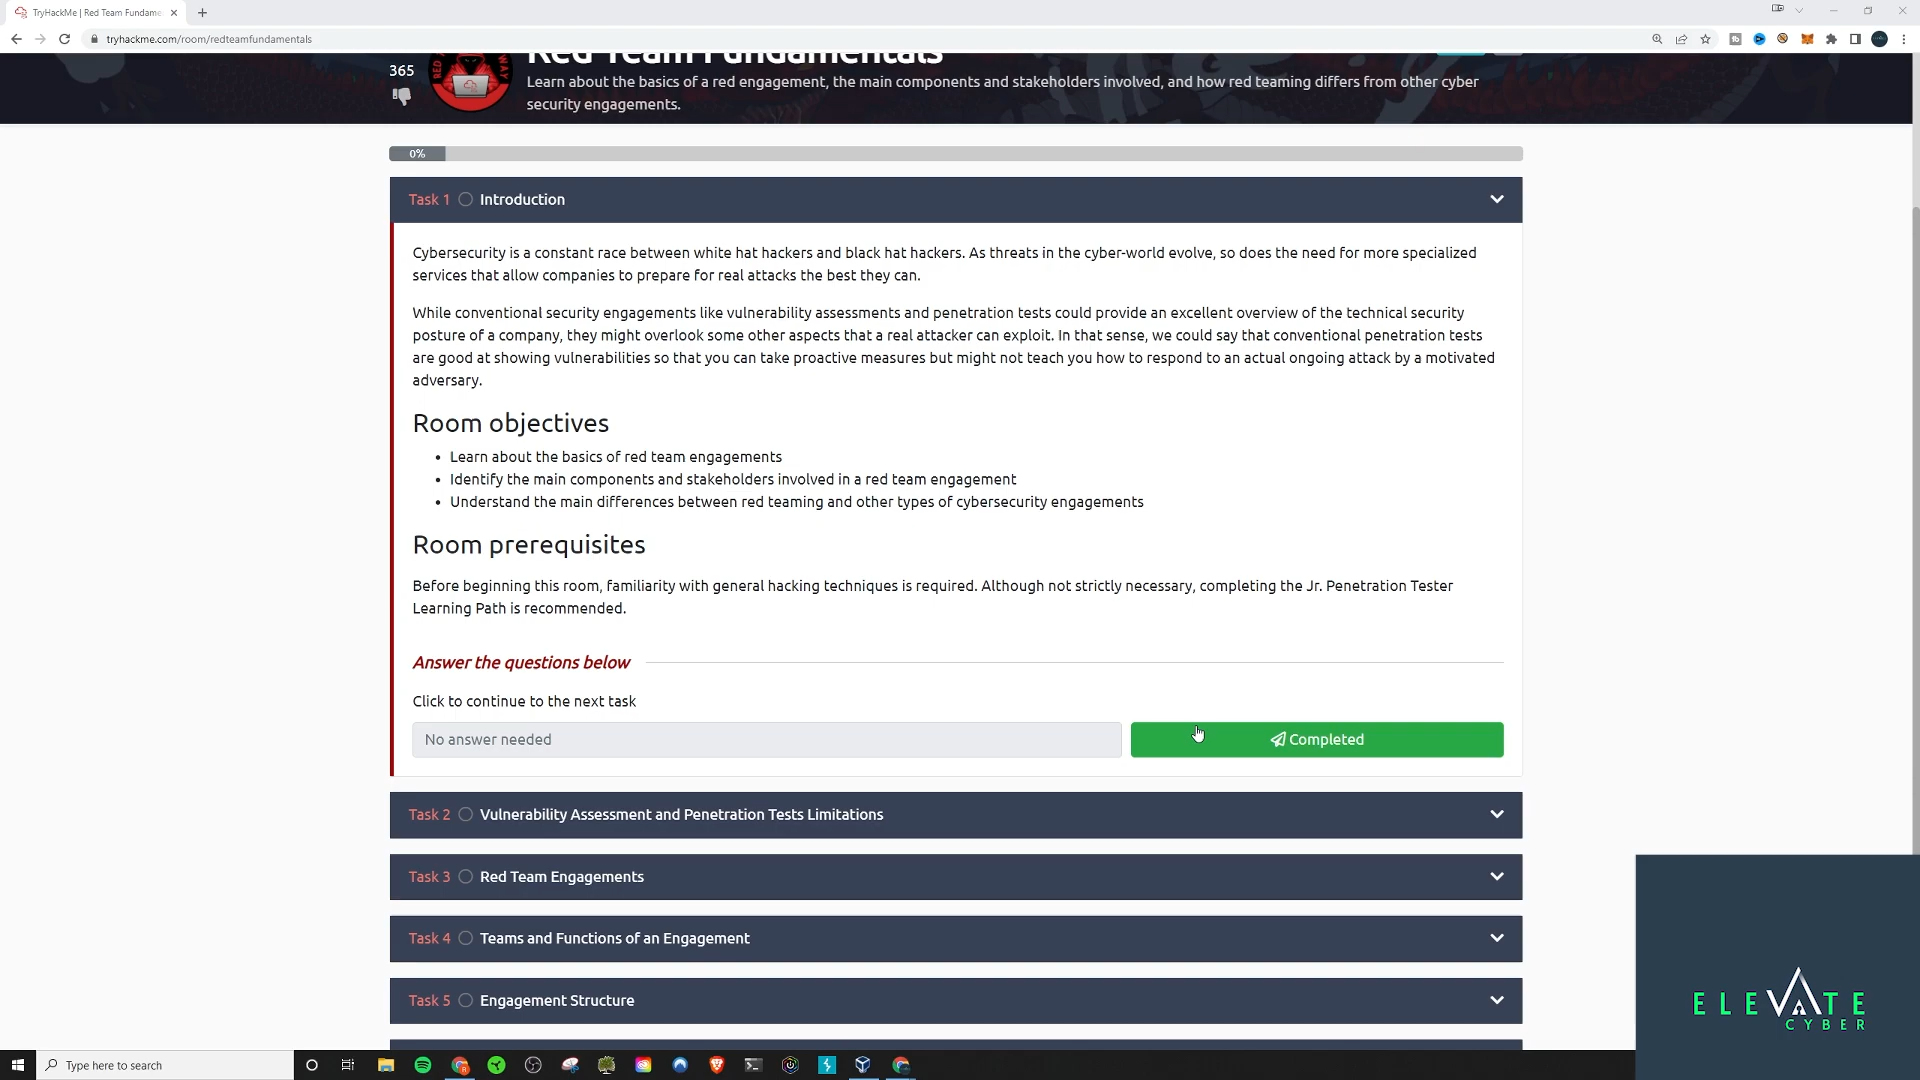 TryHackMe | Red Team Fundame
tryhackme.com/room/redteamfundamentals
Red Team Fundamentals
365
Learn about the basics of a red engagement, the main components and stakeholders involved, and how red teaming differs from other cyber
security engagements.
0%
Task 1 Introduction
Cybersecurity is a constant race between white hat hackers and black hat hackers. As threats in the cyber-world evolve, so does the need for more specialized
services that allow companies to prepare for real attacks the best they can.
While conventional security engagements like vulnerability assessments and penetration tests could provide an excellent overview of the technical security
posture of a company, they might overlook some other aspects that a real attacker can exploit. In that sense, we could say that conventional penetration tests
are good at showing vulnerabilities so that you can take proactive measures but might not teach you how to respond to an actual ongoing attack by a motivated
adversary.
Room objectives
• Learn about the basics of red team engagements
• Identify the main components and stakeholders involved in a red team engagement
• Understand the main differences between red teaming and other types of cybersecurity engagements
Room prerequisites
Before beginning this room, familiarity with general hacking techniques is required. Although not strictly necessary, completing the Jr. Penetration Tester
Learning Path is recommended.
Answer the questions below
Click to continue to the next task
No answer needed
Completed
Task 2 Vulnerability Assessment and Penetration Tests Limitations
Task 3 Red Team Engagements
Task 4 Teams and Functions of an Engagement
Task 5 Engagement Structure
ELEVATE
CYBER
Type here to search